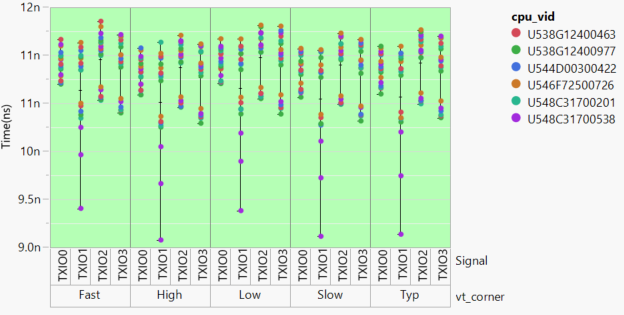 cpu_vid
U538G12400463
U538G12400977
U544D00300422
U546F72500726
U548C31700201
U548C31700538
Time(ns)
12n
11n
11n
10n
9.5n
9.0n
TXIO0 TXIO1 TXIO2 TXIO3 TXIO0 TXIO1 TXIO2 TXIO3 TXIO0 TXIO1 TXIO2 TXIO3 TXIO0 TXIO1 TXIO2 TXIO3 TXIO0 TXIO1 TXIO2 TXIO3 Signal
Fast High Low Slow Typ vt_corner